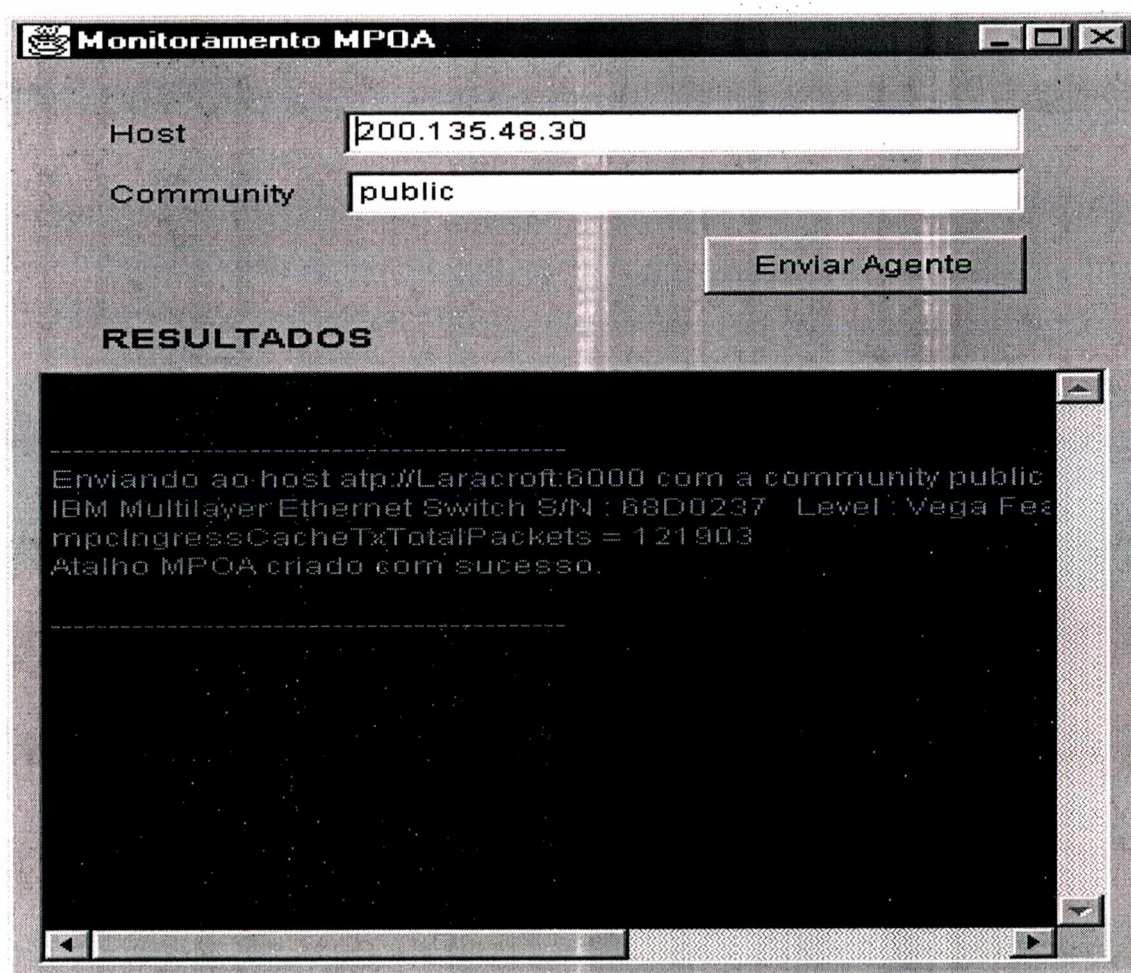 Monitoramento MPOA
Host
200.135.48.30
Community
public
Enviar Agente
RESULTADOS
------------------------------------------
Enviando ao host atp://Laracroft:6000 com a community public
IBM Multilayer Ethernet Switch S/N : 68D0237 Level : Vega Fea
mpcIngressCacheTxTotalPackets = 121903
Atalho MPOA criado com sucesso.
------------------------------------------